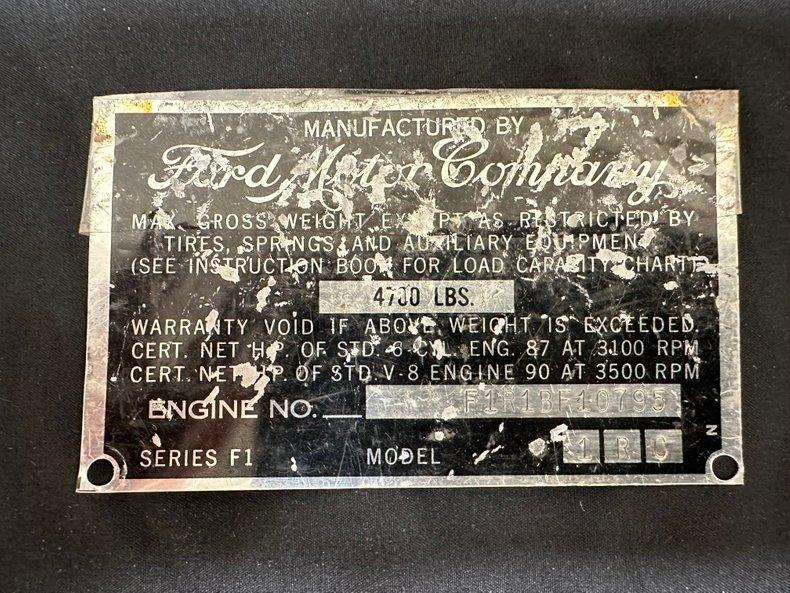 MANUFACTURED BY
Ford Motor Company
MAX. GROSS WEIGHT EXCEPT AS RESTRICTED BY
TIRES, SPRINGS, AND AUXILIARY EQUIPMENT
(SEE INSTRUCTION BOOK FOR LOAD CAPACITY CHART)
4700 LBS.
WARRANTY VOID IF ABOVE WEIGHT IS EXCEEDED.
CERT. NET H.P. OF STD. 6-CYL. ENG. 87 AT 3100 RPM
CERT. NET H.P. OF STD. V-8 ENGINE 90 AT 3500 RPM
ENGINE NO. F1R1BF10795
N
SERIES F1 MODEL 1RC